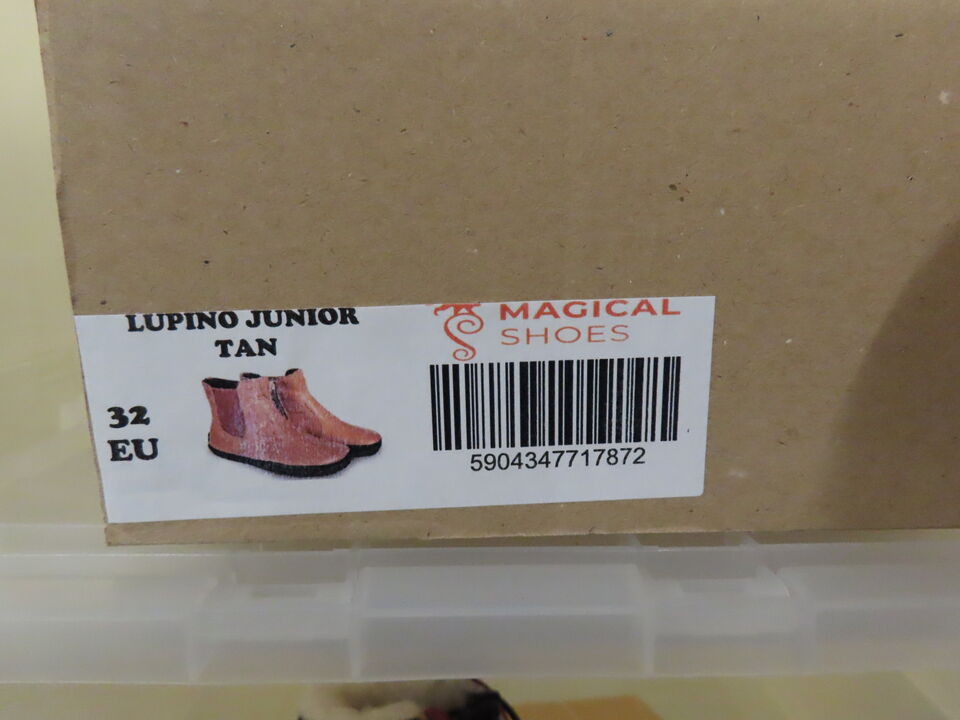 LUPINO JUNIOR
TAN
32
EU
MAGICAL
SHOES
5904347717872